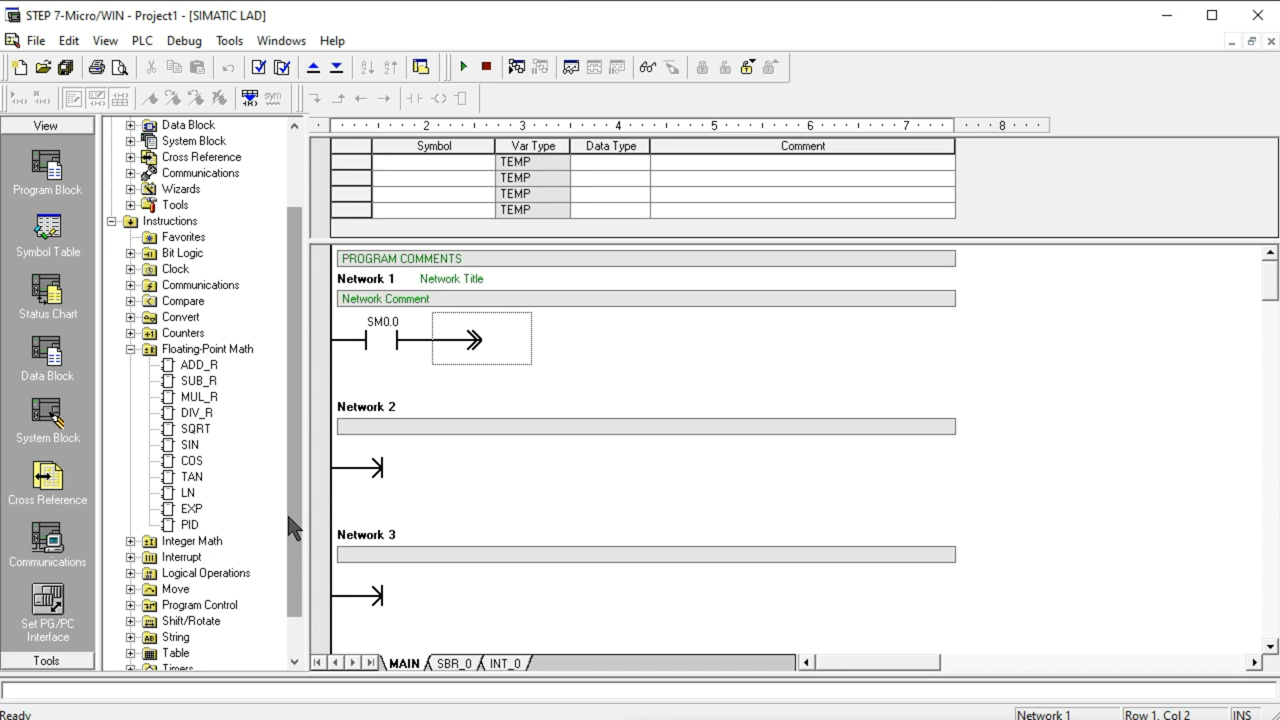 STEP 7-Micro/WIN - Project1 - [SIMATIC LAD]
File Edit View PLC Debug Tools Windows Help
sym
View
Program Block
Symbol Table
Status Chart
Data Block
System Block
Cross Reference
Communications
Set PG/PC
Interface
Tools
Data Block
System Block
Cross Reference
Communications
Wizards
Tools
Instructions
Favorites
Bit Logic
Clock
Communications
Compare
Convert
Counters
Floating-Point Math
ADD_R
SUB_R
MUL_R
DIV_R
SQRT
SIN
COS
TAN
LN
EXP
PID
Integer Math
Interrupt
Logical Operations
Move
Program Control
Shift/Rotate
String
Table
Timers
2 3 4 5 6 7 8
Symbol Var Type Data Type Comment
TEMP
TEMP
TEMP
TEMP
PROGRAM COMMENTS
Network 1 Network Title
Network Comment
SM0.0
Network 2
Network 3
MAIN SBR_0 INT_0
Ready Network 1 Row 1, Col 2 INS